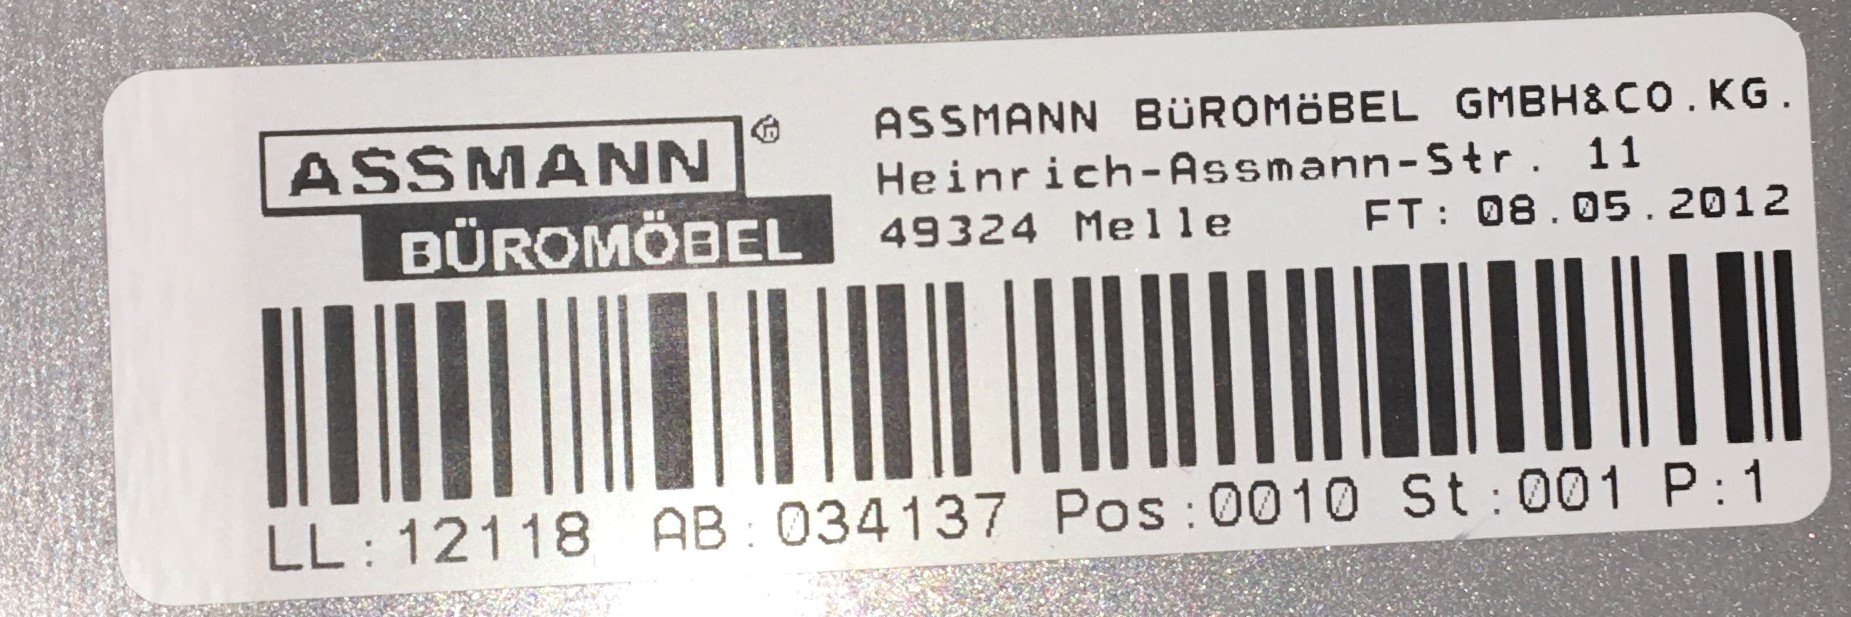 ASSMANN
BÜROMÖBEL
ASSMANN BüROMöBEL GMBH&CO.KG.
Heinrich-Assmann-Str. 11
49324 Melle FT: 08.05.2012
LL:12118 AB:034137 Pos:0010 St:001 P:1